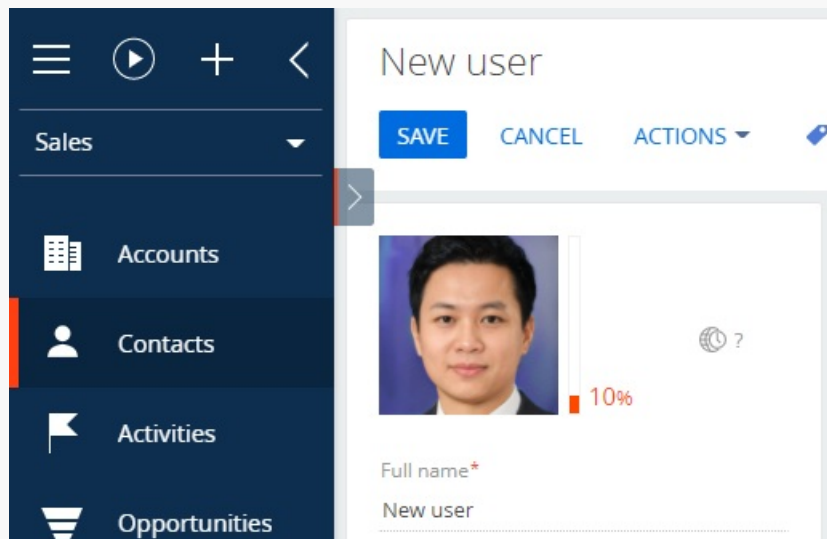 New user
Sales
SAVE CANCEL ACTIONS
Accounts
Contacts
Activities
Opportunities
10%
?
Full name*
New user